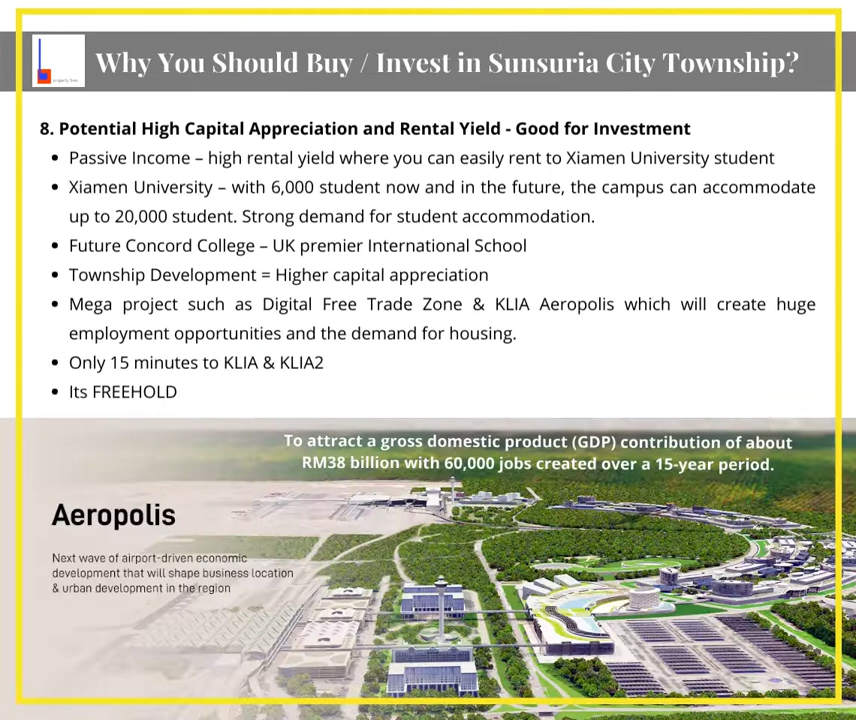 Why You Should Buy / Invest in Sunsuria City Township?
8. Potential High Capital Appreciation and Rental Yield - Good for Investment
• Passive Income – high rental yield where you can easily rent to Xiamen University student
• Xiamen University – with 6,000 student now and in the future, the campus can accommodate
up to 20,000 student. Strong demand for student accommodation.
• Future Concord College – UK premier International School
• Township Development = Higher capital appreciation
• Mega project such as Digital Free Trade Zone & KLIA Aeropolis which will create huge
employment opportunities and the demand for housing.
• Only 15 minutes to KLIA & KLIA2
• Its FREEHOLD
To attract a gross domestic product (GDP) contribution of about
RM38 billion with 60,000 jobs created over a 15-year period.
Aeropolis
Next wave of airport-driven economic
development that will shape business location
& urban development in the region